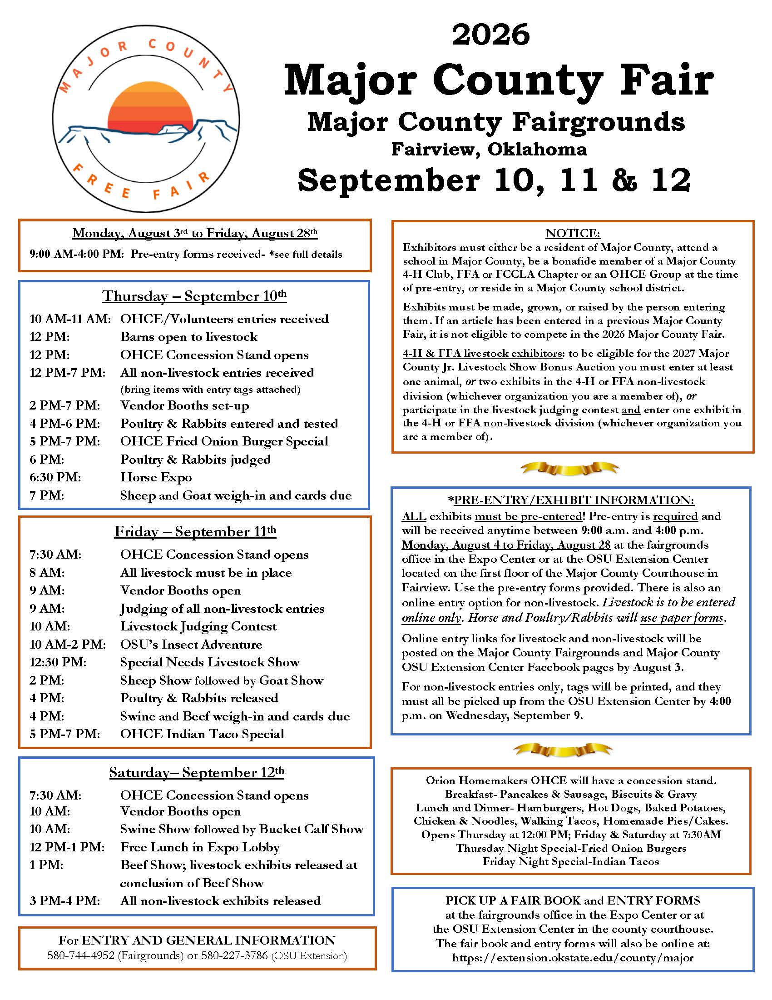 MAJOR COUNTY
FREE FAIR
2026
Major County Fair
Major County Fairgrounds
Fairview, Oklahoma
September 10, 11 & 12
Monday, August 3rd to Friday, August 28th
9:00 AM-4:00 PM: Pre-entry forms received- *see full details
Thursday – September 10th
10 AM-11 AM: OHCE/Volunteers entries received
12 PM: Barns open to livestock
12 PM: OHCE Concession Stand opens
12 PM-7 PM: All non-livestock entries received
(bring items with entry tags attached)
2 PM-7 PM: Vendor Booths set-up
4 PM-6 PM: Poultry & Rabbits entered and tested
5 PM-7 PM: OHCE Fried Onion Burger Special
6 PM: Poultry & Rabbits judged
6:30 PM: Horse Expo
7 PM: Sheep and Goat weigh-in and cards due
Friday – September 11th
7:30 AM: OHCE Concession Stand opens
8 AM: All livestock must be in place
9 AM: Vendor Booths open
9 AM: Judging of all non-livestock entries
10 AM: Livestock Judging Contest
10 AM-2 PM: OSU's Insect Adventure
12:30 PM: Special Needs Livestock Show
2 PM: Sheep Show followed by Goat Show
4 PM: Poultry & Rabbits released
4 PM: Swine and Beef weigh-in and cards due
5 PM-7 PM: OHCE Indian Taco Special
Saturday– September 12th
7:30 AM: OHCE Concession Stand opens
10 AM: Vendor Booths open
10 AM: Swine Show followed by Bucket Calf Show
12 PM-1 PM: Free Lunch in Expo Lobby
1 PM: Beef Show; livestock exhibits released at
conclusion of Beef Show
3 PM-4 PM: All non-livestock exhibits released
For ENTRY AND GENERAL INFORMATION
580-744-4952 (Fairgrounds) or 580-227-3786 (OSU Extension)
NOTICE:
Exhibitors must either be a resident of Major County, attend a
school in Major County, be a bonafide member of a Major County
4-H Club, FFA or FCCLA Chapter or an OHCE Group at the time
of pre-entry, or reside in a Major County school district.
Exhibits must be made, grown, or raised by the person entering
them. If an article has been entered in a previous Major County
Fair, it is not eligible to compete in the 2026 Major County Fair.
4-H & FFA livestock exhibitors: to be eligible for the 2027 Major
County Jr. Livestock Show Bonus Auction you must enter at least
one animal, or two exhibits in the 4-H or FFA non-livestock
division (whichever organization you are a member of), or
participate in the livestock judging contest and enter one exhibit in
the 4-H or FFA non-livestock division (whichever organization you
are a member of).
*PRE-ENTRY/EXHIBIT INFORMATION:
ALL exhibits must be pre-entered! Pre-entry is required and
will be received anytime between 9:00 a.m. and 4:00 p.m.
Monday, August 4 to Friday, August 28 at the fairgrounds
office in the Expo Center or at the OSU Extension Center
located on the first floor of the Major County Courthouse in
Fairview. Use the pre-entry forms provided. There is also an
online entry option for non-livestock. Livestock is to be entered
online only. Horse and Poultry/Rabbits will use paper forms.
Online entry links for livestock and non-livestock will be
posted on the Major County Fairgrounds and Major County
OSU Extension Center Facebook pages by August 3.
For non-livestock entries only, tags will be printed, and they
must all be picked up from the OSU Extension Center by 4:00
p.m. on Wednesday, September 9.
Orion Homemakers OHCE will have a concession stand.
Breakfast- Pancakes & Sausage, Biscuits & Gravy
Lunch and Dinner- Hamburgers, Hot Dogs, Baked Potatoes,
Chicken & Noodles, Walking Tacos, Homemade Pies/Cakes.
Opens Thursday at 12:00 PM; Friday & Saturday at 7:30AM
Thursday Night Special-Fried Onion Burgers
Friday Night Special-Indian Tacos
PICK UP A FAIR BOOK and ENTRY FORMS
at the fairgrounds office in the Expo Center or at
the OSU Extension Center in the county courthouse.
The fair book and entry forms will also be online at:
https://extension.okstate.edu/county/major